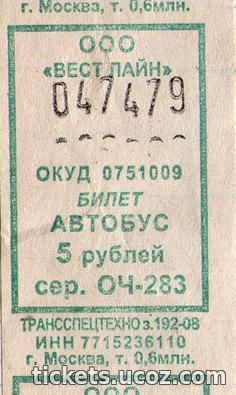 г. Москва, т. 0,6млн.
ООО
«ВЕСТ ЛАЙН»
047479
ОКУД 0751009
БИЛЕТ
АВТОБУС
5 рублей
сер. ОЧ-283
ТРАНССПЕЦТЕХНО з.192-08
ИНН 7715236110
г. Москва, т. 0,6млн.
tickets.ucoz.com
ООО